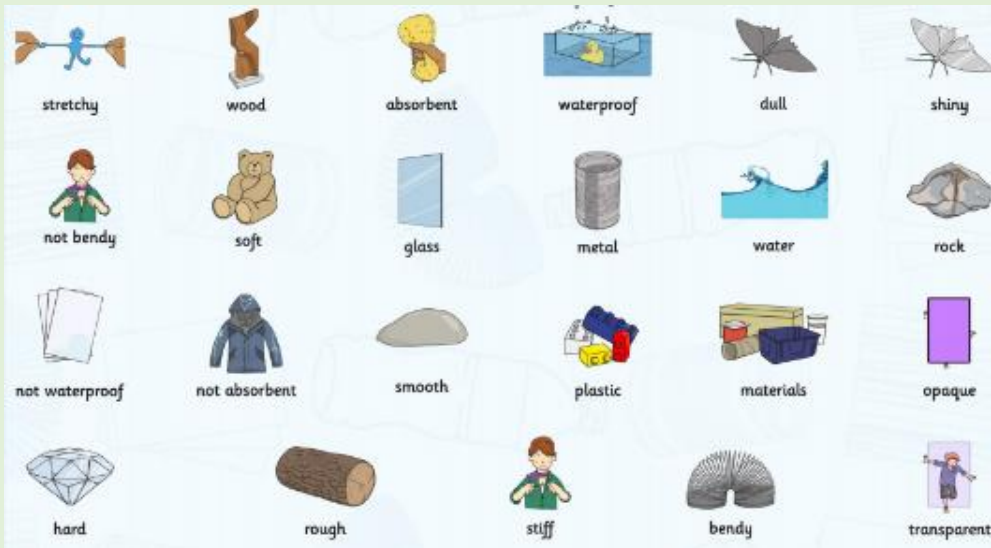 stretchy wood absorbent waterproof dull shiny
not bendy soft glass metal water rock
not waterproof not absorbent smooth plastic materials opaque
hard rough stiff bendy transparent